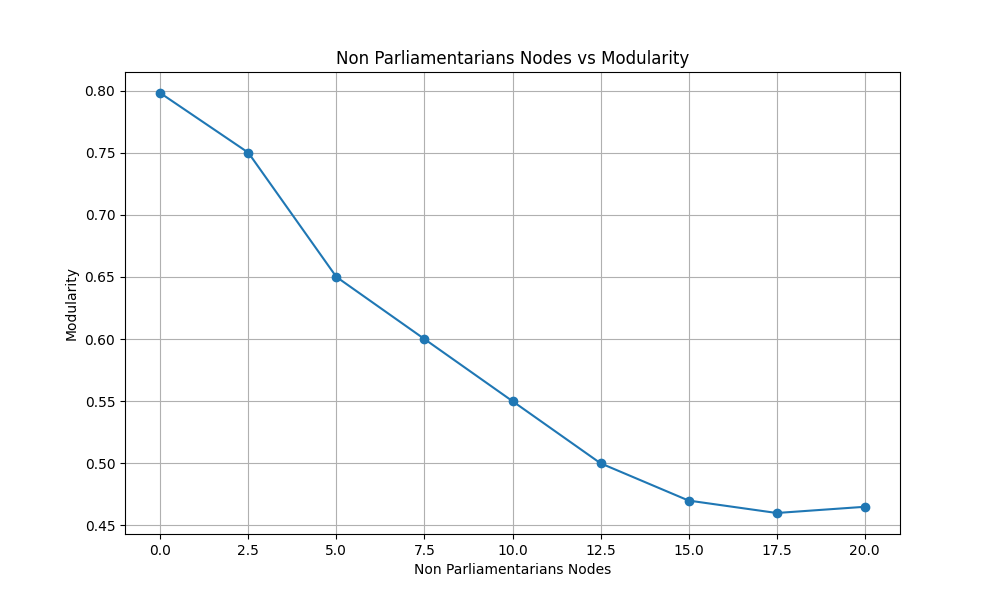 Non Parliamentarians Nodes vs Modularity
Modularity
0.80
0.75
0.70
0.65
0.60
0.55
0.50
0.45
0.0 2.5 5.0 7.5 10.0 12.5 15.0 17.5 20.0
Non Parliamentarians Nodes